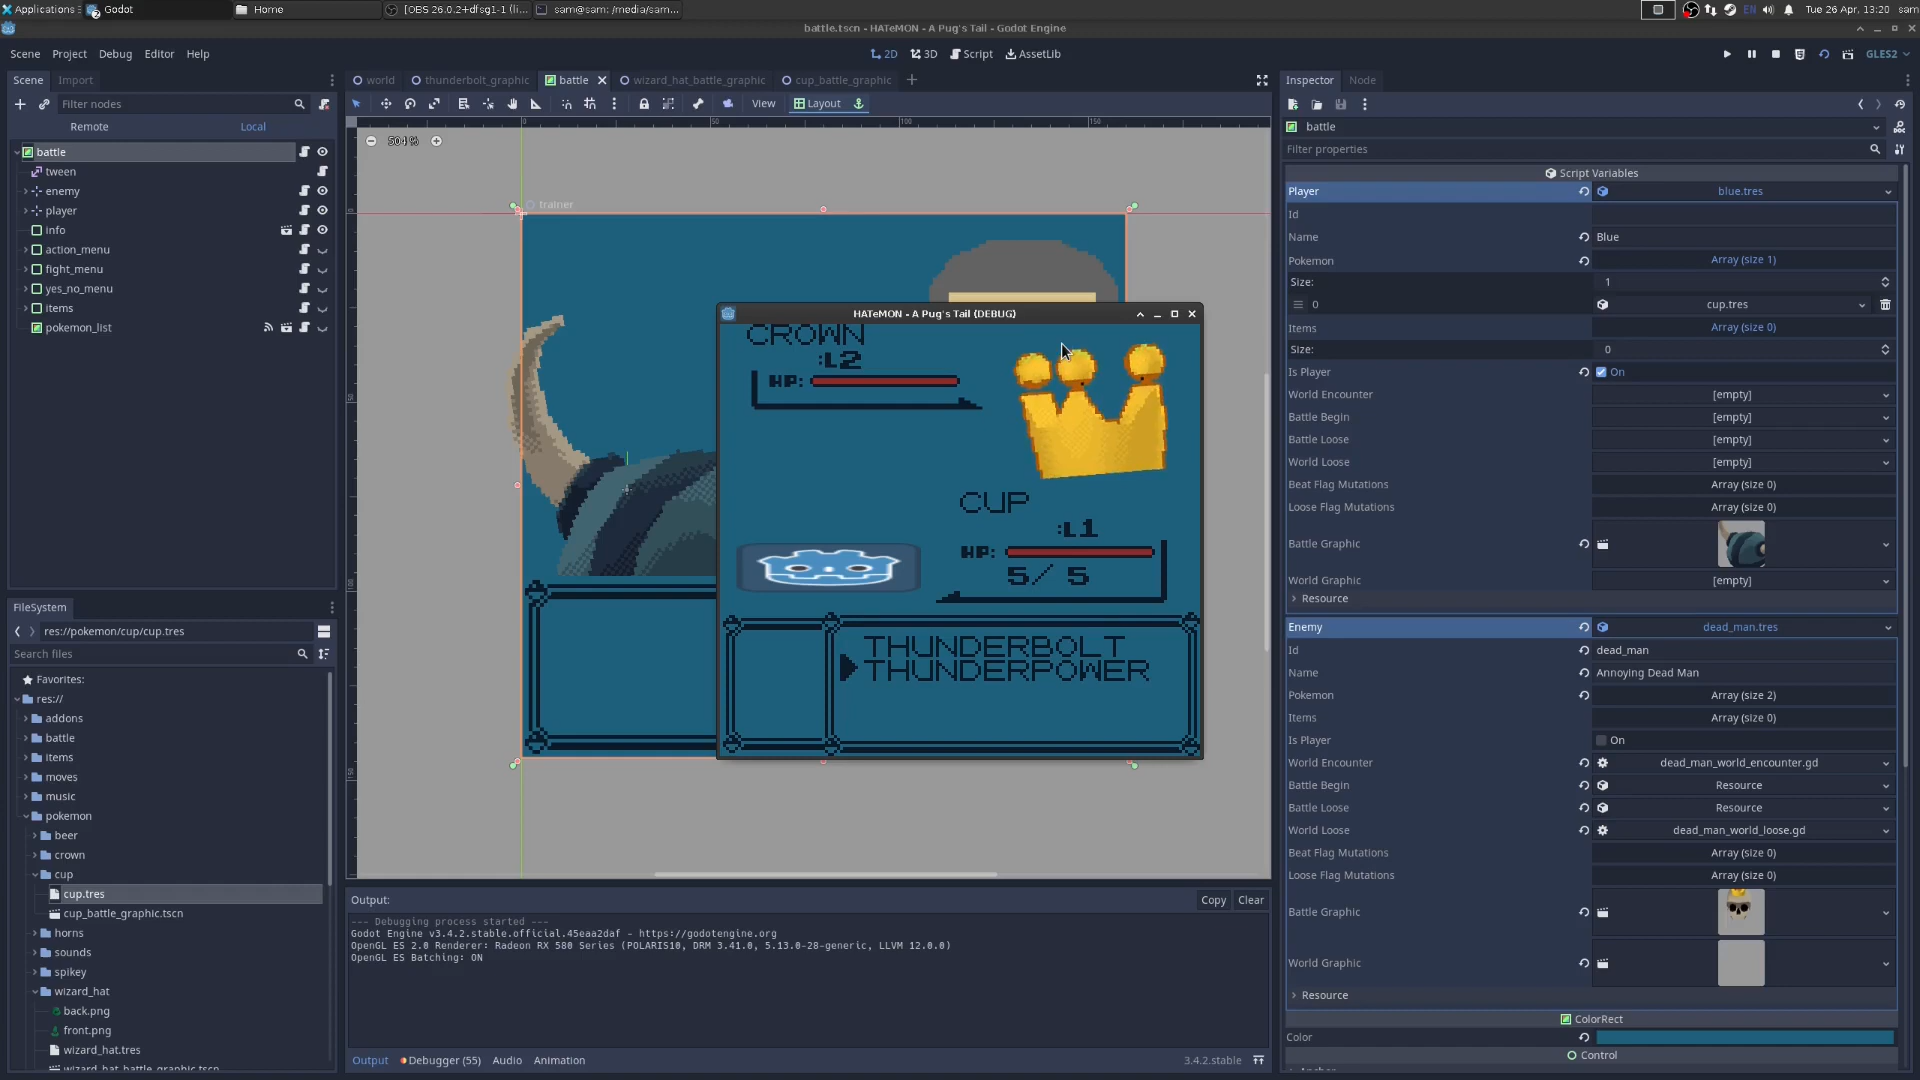 Applications
Godot
Home
[OBS 26.0.2+dfsg1-1 (li...
sam@sam: /media/sam...
EN
Tue 26 Apr, 13:20
sam
battle.tscn - HATeMON - A Pug's Tail - Godot Engine
Scene
Project
Debug
Editor
Help
2D
3D
Script
AssetLib
GLES2
Scene
Import
world
thunderbolt_graphic
battle
wizard_hat_battle_graphic
cup_battle_graphic
Inspector
Node
Filter nodes
View
Layout
Remote
Local
battle
tween
enemy
player
info
action_menu
fight_menu
yes_no_menu
items
pokemon_list
0
50
100
150
504 %
trainer
HATeMON - A Pug's Tail (DEBUG)
CROWN
:L2
HP:
CUP
:L1
HP:
5/ 5
THUNDERBOLT
THUNDERPOWER
FileSystem
res://pokemon/cup/cup.tres
Search files
Favorites:
res://
addons
battle
items
moves
music
pokemon
beer
crown
cup
cup.tres
cup_battle_graphic.tscn
horns
sounds
spikey
wizard_hat
back.png
front.png
wizard_hat.tres
wizard_hat_battle_graphic.tscn
Output:
Copy
Clear
--- Debugging process started ---
Godot Engine v3.4.2.stable.official.45eaa2daf - https://godotengine.org
OpenGL ES 2.0 Renderer: Radeon RX 580 Series (POLARIS10, DRM 3.41.0, 5.13.0-28-generic, LLVM 12.0.0)
OpenGL ES Batching: ON
Output
Debugger (55)
Audio
Animation
3.4.2.stable
battle
Filter properties
Script Variables
Player
blue.tres
Id
Name
Blue
Pokemon
Array (size 1)
Size:
1
0
cup.tres
Items
Array (size 0)
Size:
0
Is Player
On
World Encounter
[empty]
Battle Begin
[empty]
Battle Loose
[empty]
World Loose
[empty]
Beat Flag Mutations
Array (size 0)
Loose Flag Mutations
Array (size 0)
Battle Graphic
World Graphic
[empty]
Resource
Enemy
dead_man.tres
Id
dead_man
Name
Annoying Dead Man
Pokemon
Array (size 2)
Items
Array (size 0)
Is Player
On
World Encounter
dead_man_world_encounter.gd
Battle Begin
Resource
Battle Loose
Resource
World Loose
dead_man_world_loose.gd
Beat Flag Mutations
Array (size 0)
Loose Flag Mutations
Array (size 0)
Battle Graphic
World Graphic
Resource
ColorRect
Color
Control